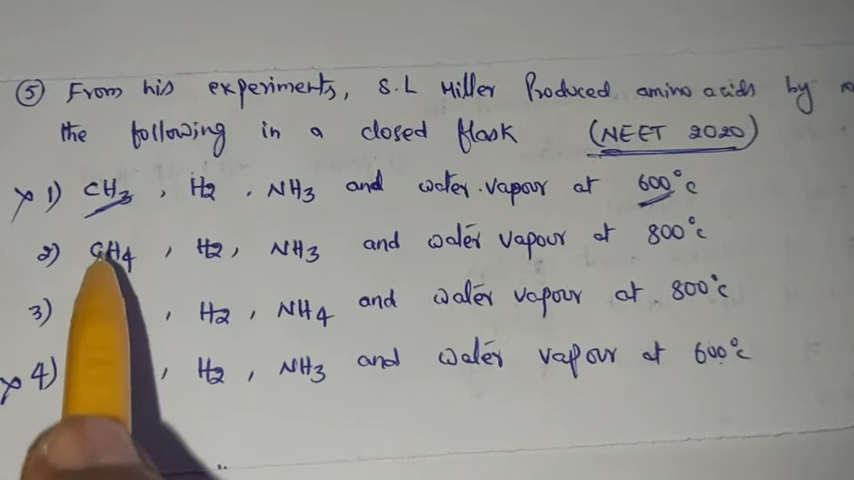 ⑤ From his experiments, S.L Miller Produced amino acids by
the following in a closed flask (NEET 2020)
x 1) CH3, H2, NH3 and water vapour at 600°c
2) CH4, H2, NH3 and water vapour at 800°c
3) , H2, NH4 and water vapour at 800°c
x 4) , H2, NH3 and water vapour at 600°c